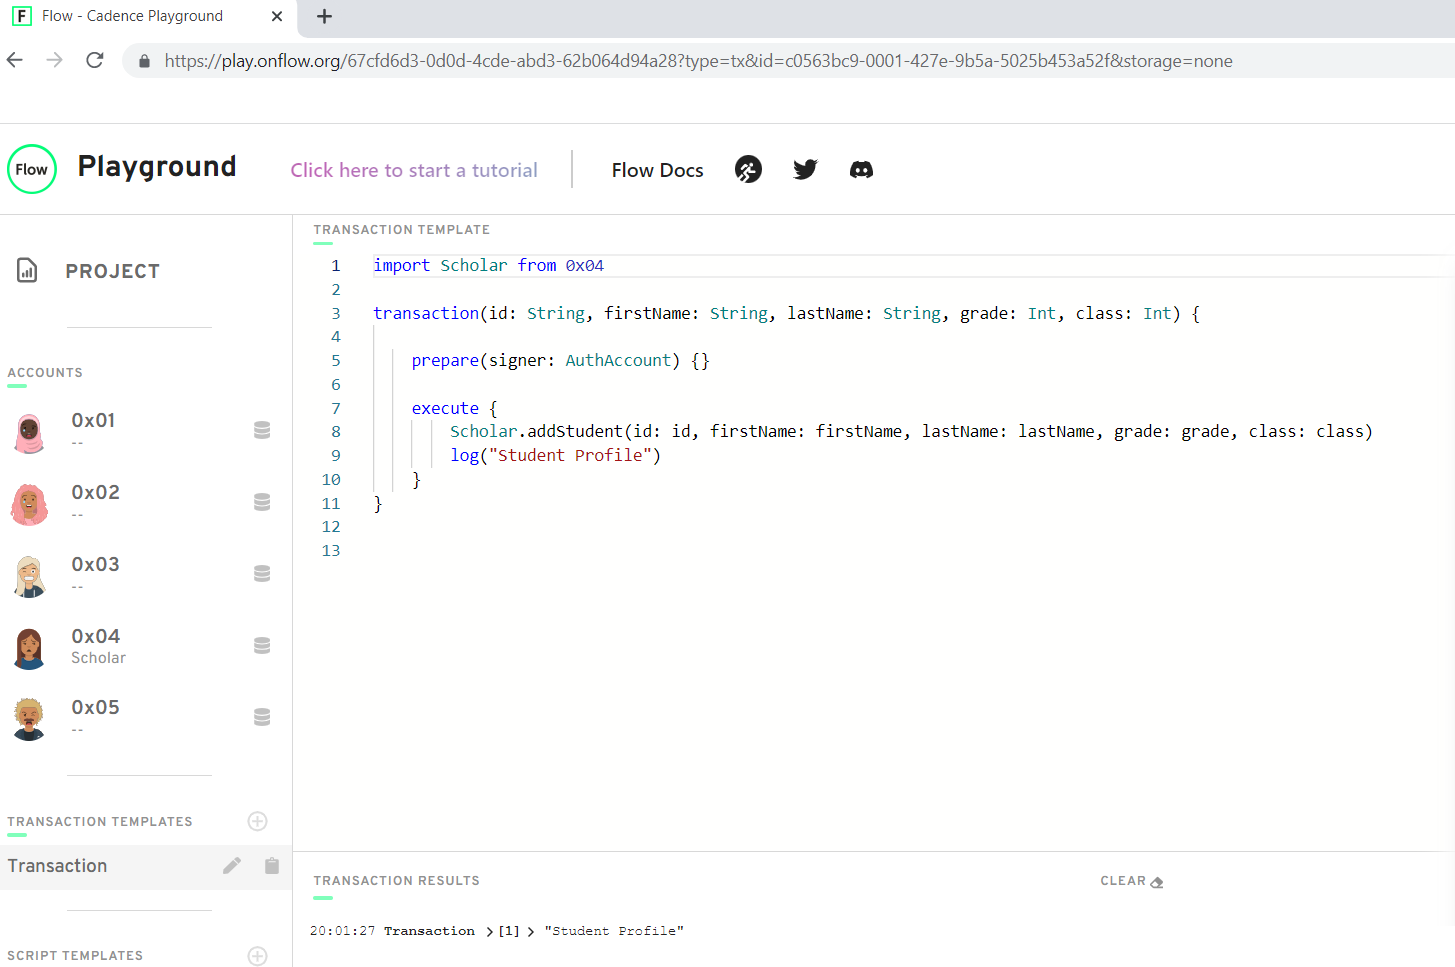 F Flow - Cadence Playground
https://play.onflow.org/67cfd6d3-0d0d-4cde-abd3-62b064d94a28?type=tx&id=c0563bc9-0001-427e-9b5a-5025b453a52f&storage=none
Flow Playground Click here to start a tutorial Flow Docs
PROJECT
ACCOUNTS
0x01
--
0x02
--
0x03
--
0x04
Scholar
0x05
--
TRANSACTION TEMPLATES
Transaction
SCRIPT TEMPLATES
TRANSACTION TEMPLATE
1 import Scholar from 0x04
2
3 transaction(id: String, firstName: String, lastName: String, grade: Int, class: Int) {
4
5 prepare(signer: AuthAccount) {}
6
7 execute {
8 Scholar.addStudent(id: id, firstName: firstName, lastName: lastName, grade: grade, class: class)
9 log("Student Profile")
10 }
11 }
12
13
TRANSACTION RESULTS CLEAR
20:01:27 Transaction >[1] > "Student Profile"